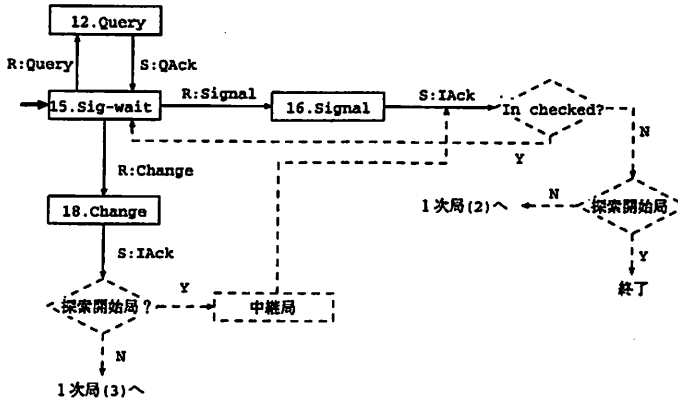 12.Query
R:Query
S:QAck
15.Sig-wait
R:Signal
16.Signal
S:IAck
In checked?
N
Y
R:Change
18.Change
1次局(2)へ
N
探索開始局
S:IAck
Y
終了
探索開始局?
Y
中継局
N
1次局(3)へ